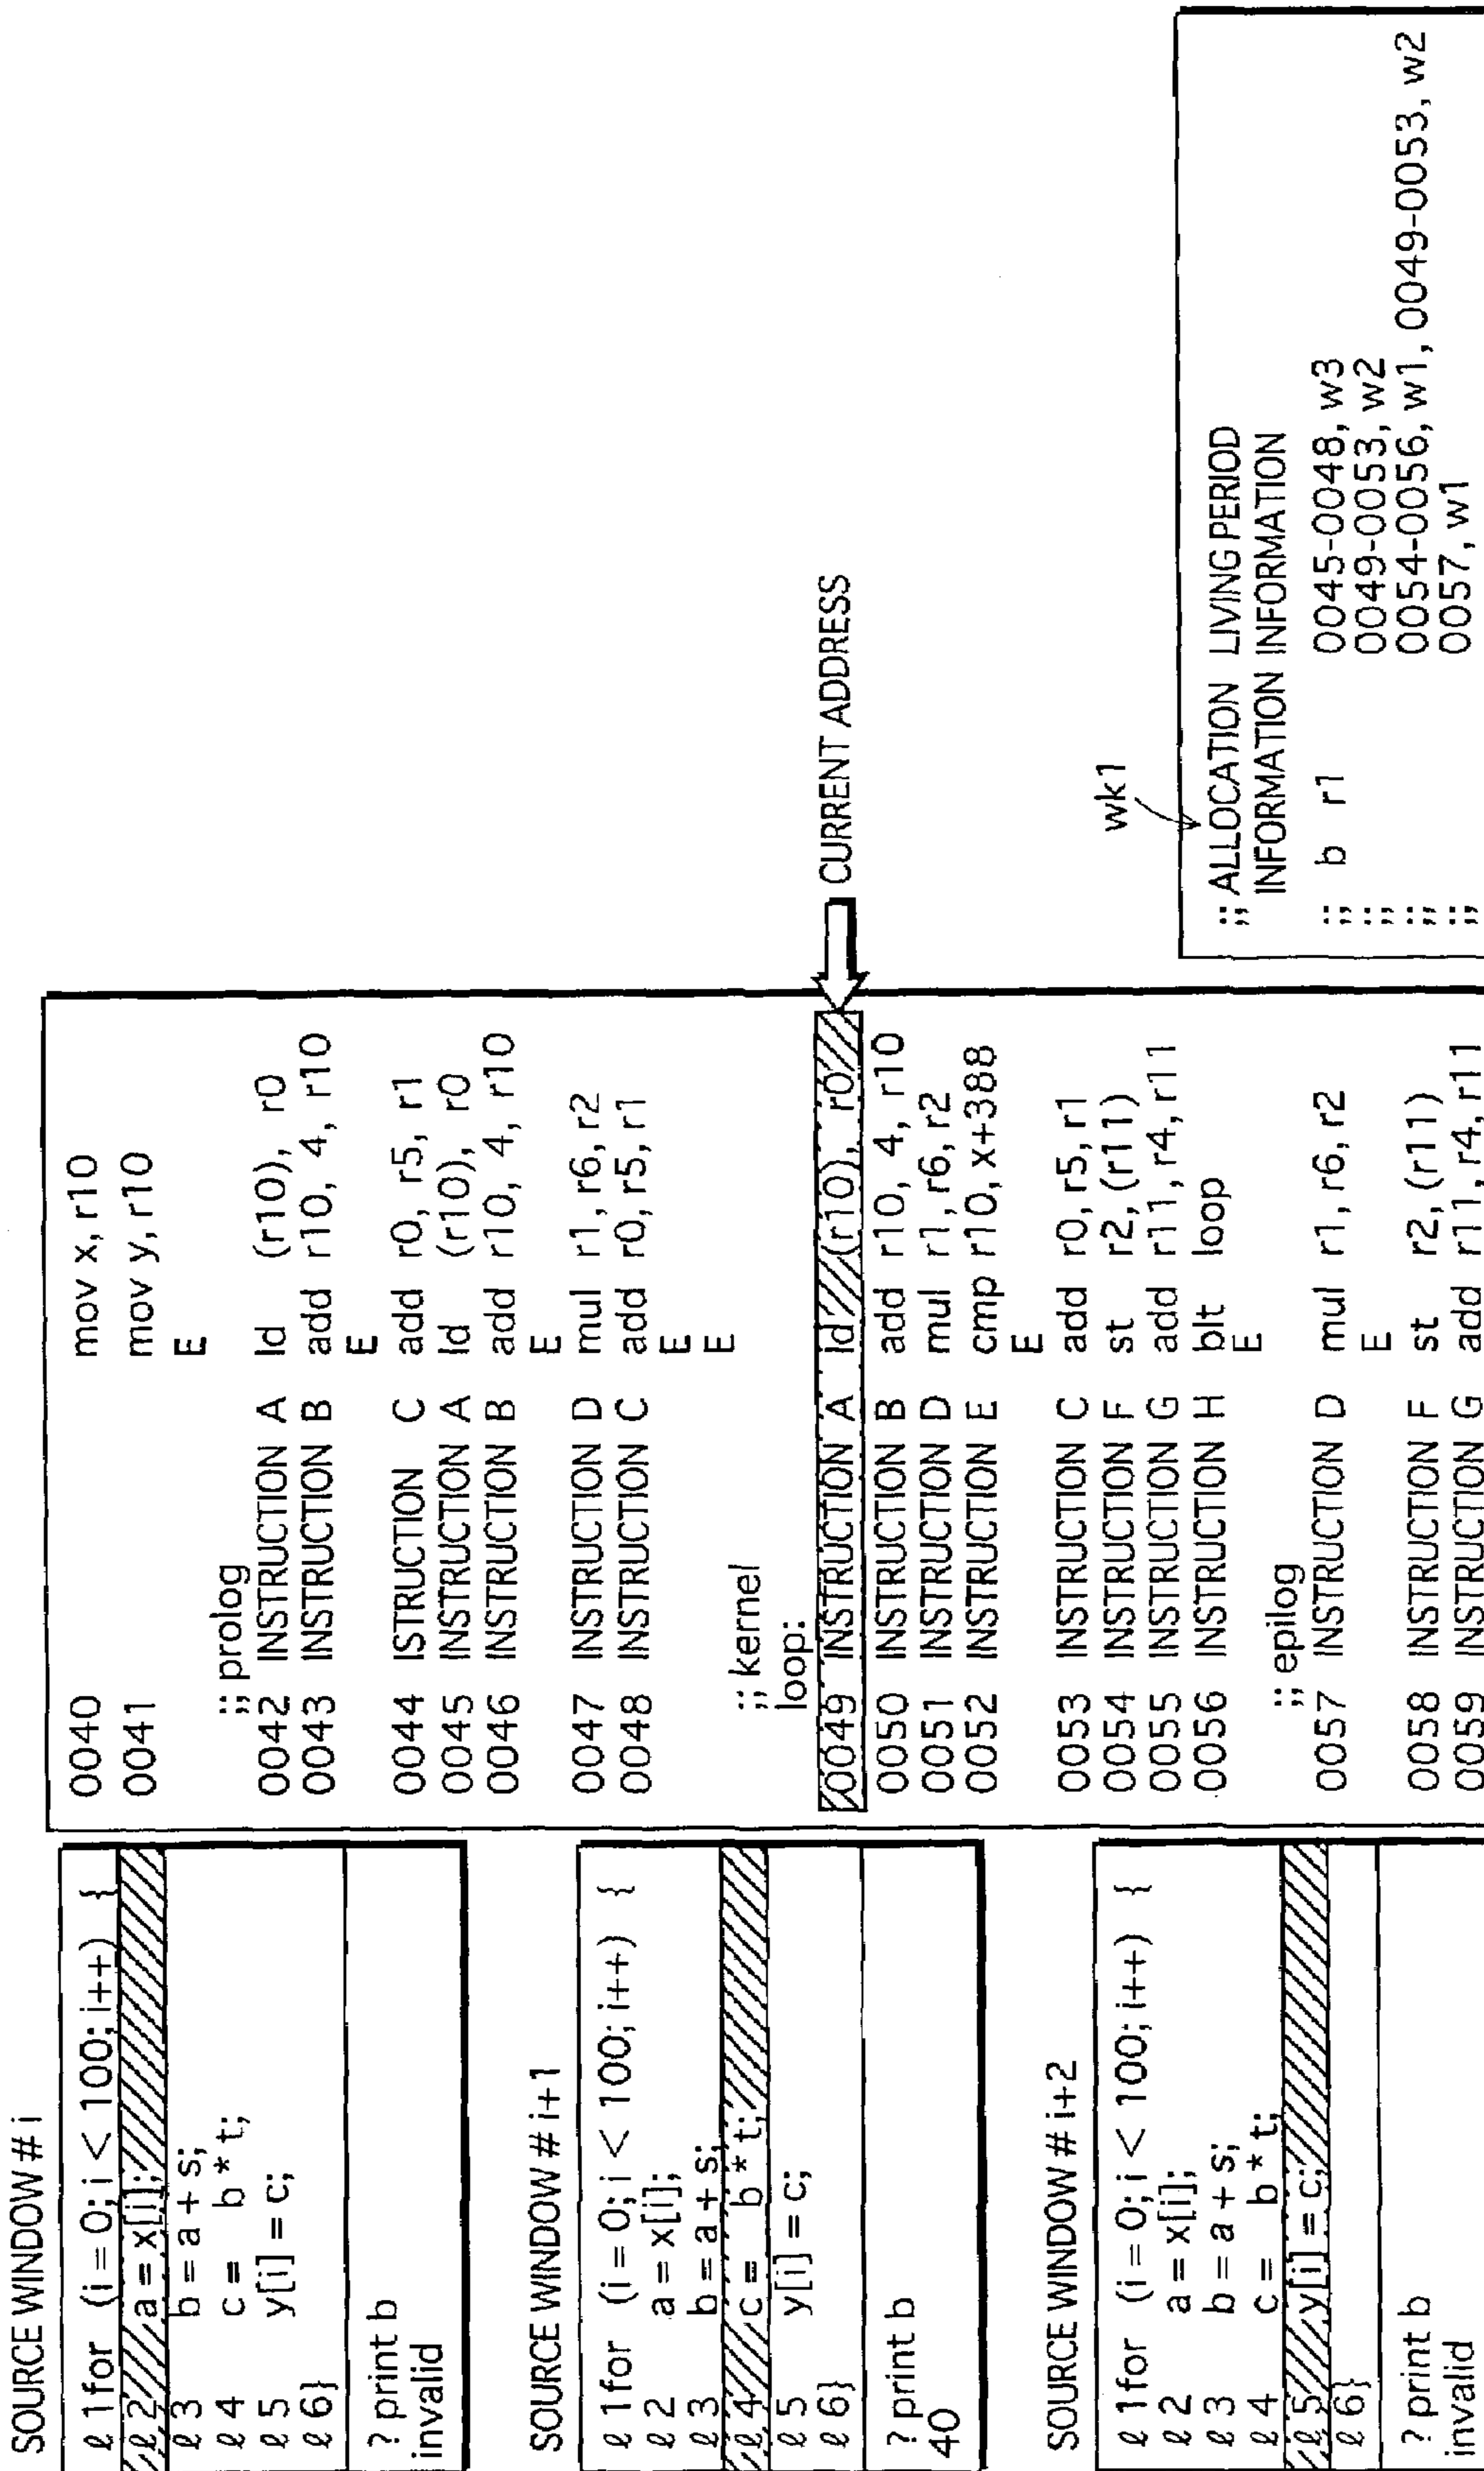 SOURCE WINDOW # i
ℓ 1 for (i = 0; i < 100; i++) {
ℓ 2 a = x[i];
ℓ 3 b = a + s;
ℓ 4 c = b * t;
ℓ 5 y[i] = c;
ℓ 6 }
? print b
invalid
SOURCE WINDOW # i+1
ℓ 1 for (i = 0; i < 100; i++) {
ℓ 2 a = x[i];
ℓ 3 b = a + s;
ℓ 4 c = b * t;
ℓ 5 y[i] = c;
ℓ 6 }
? print b
40
SOURCE WINDOW # i+2
ℓ 1 for (i = 0; i < 100; i++) {
ℓ 2 a = x[i];
ℓ 3 b = a + s;
ℓ 4 c = b * t;
ℓ 5 y[i] = c;
ℓ 6 }
? print b
invalid
0040 mov x, r10
0041 mov y, r10
E
;; prolog
0042 INSTRUCTION A ld (r10), r0
0043 INSTRUCTION B add r10, 4, r10
E
0044 ISTRUCTION C add r0, r5, r1
0045 INSTRUCTION A ld (r10), r0
0046 INSTRUCTION B add r10, 4, r10
E
0047 INSTRUCTION D mul r1, r6, r2
0048 INSTRUCTION C add r0, r5, r1
E
E
;; kernel
loop:
0049 INSTRUCTION A ld (r10), r0
0050 INSTRUCTION B add r10, 4, r10
0051 INSTRUCTION D mul r1, r6, r2
0052 INSTRUCTION E cmp r10, x+388
E
0053 INSTRUCTION C add r0, r5, r1
0054 INSTRUCTION F st r2, (r11)
0055 INSTRUCTION G add r11, r4, r11
0056 INSTRUCTION H blt loop
E
;; epilog
0057 INSTRUCTION D mul r1, r6, r2
E
0058 INSTRUCTION F st r2, (r11)
0059 INSTRUCTION G add r11, r4, r11
CURRENT ADDRESS
wk1
;; ALLOCATION LIVING PERIOD
INFORMATION INFORMATION
;; b r1 0045-0048, w3
;; 0049-0053, w2
;; 0054-0056, w1, 0049-0053, w2
;; 0057, w1